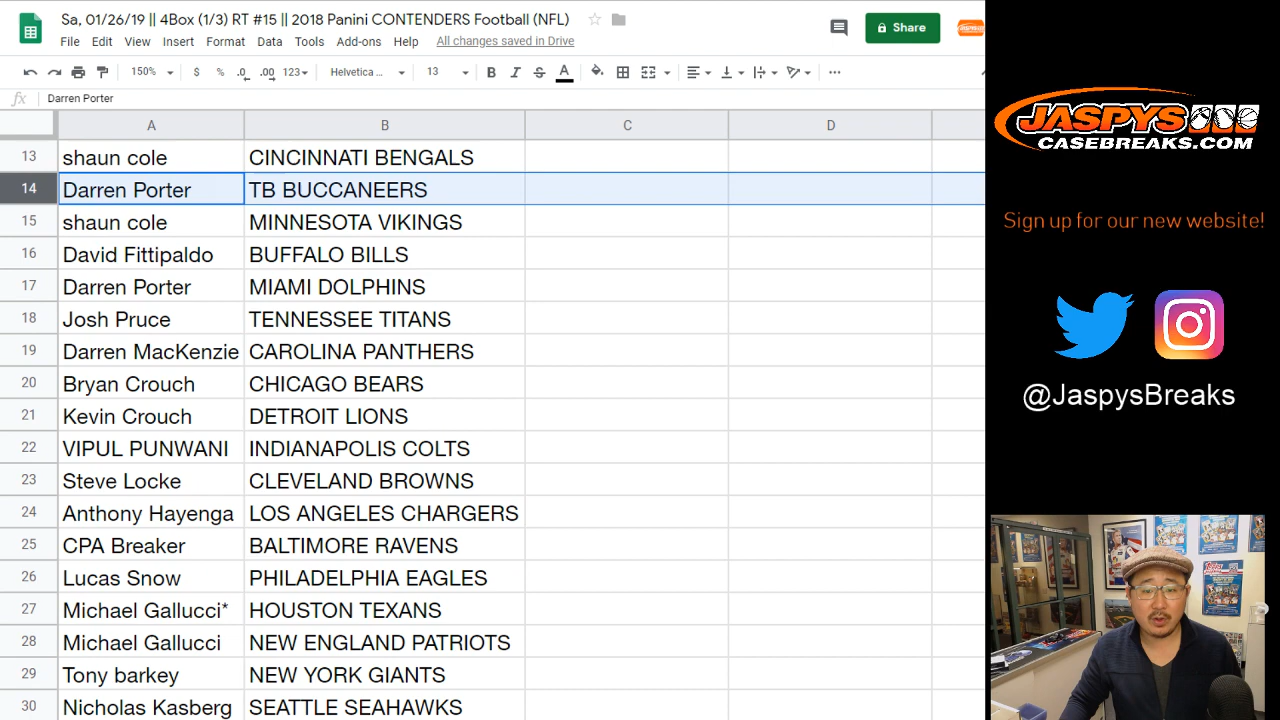 Sa, 01/26/19 || 4Box (1/3) RT #15 || 2018 Panini CONTENDERS Football (NFL)
File Edit View Insert Format Data Tools Add-ons Help All changes saved in Drive
Share
150% $ % .0 .00 123 Helvetica ... 13 B I S A
fx Darren Porter
A B C D
13 shaun cole CINCINNATI BENGALS
14 Darren Porter TB BUCCANEERS
15 shaun cole MINNESOTA VIKINGS
16 David Fittipaldo BUFFALO BILLS
17 Darren Porter MIAMI DOLPHINS
18 Josh Pruce TENNESSEE TITANS
19 Darren MacKenzie CAROLINA PANTHERS
20 Bryan Crouch CHICAGO BEARS
21 Kevin Crouch DETROIT LIONS
22 VIPUL PUNWANI INDIANAPOLIS COLTS
23 Steve Locke CLEVELAND BROWNS
24 Anthony Hayenga LOS ANGELES CHARGERS
25 CPA Breaker BALTIMORE RAVENS
26 Lucas Snow PHILADELPHIA EAGLES
27 Michael Gallucci* HOUSTON TEXANS
28 Michael Gallucci NEW ENGLAND PATRIOTS
29 Tony barkey NEW YORK GIANTS
30 Nicholas Kasberg SEATTLE SEAHAWKS
JASPYS
CASEBREAKS.COM
Sign up for our new website!
@JaspysBreaks